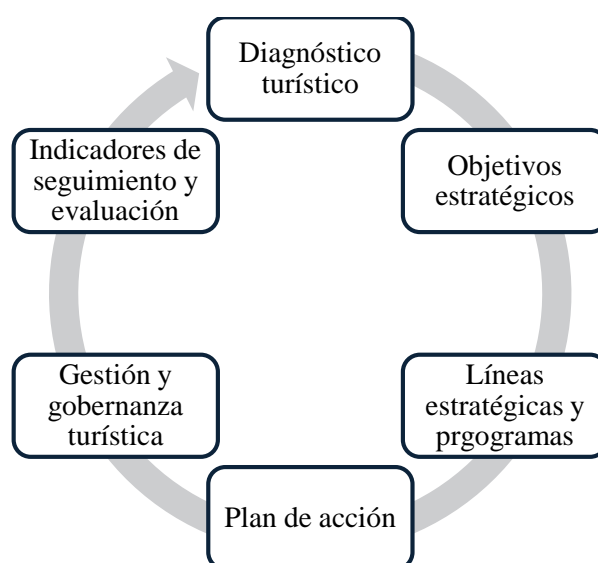 Diagnóstico
turístico
Objetivos
estratégicos
Líneas
estratégicas y
prgogramas
Plan de acción
Gestión y
gobernanza
turística
Indicadores de
seguimiento y
evaluación